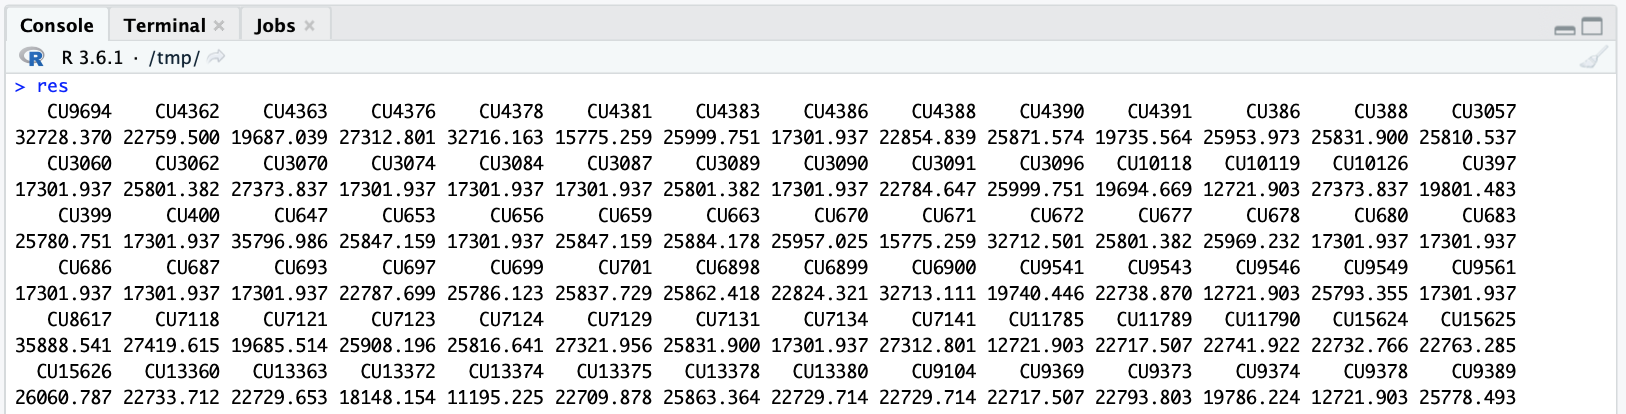 Console Terminal × Jobs ×
R R 3.6.1 · /tmp/
> res
CU9694 CU4362 CU4363 CU4376 CU4378 CU4381 CU4383 CU4386 CU4388 CU4390 CU4391 CU386 CU388 CU3057
32728.370 22759.500 19687.039 27312.801 32716.163 15775.259 25999.751 17301.937 22854.839 25871.574 19735.564 25953.973 25831.900 25810.537
CU3060 CU3062 CU3070 CU3074 CU3084 CU3087 CU3089 CU3090 CU3091 CU3096 CU10118 CU10119 CU10126 CU397
17301.937 25801.382 27373.837 17301.937 17301.937 17301.937 25801.382 17301.937 22784.647 25999.751 19694.669 12721.903 27373.837 19801.483
CU399 CU400 CU647 CU653 CU656 CU659 CU663 CU670 CU671 CU672 CU677 CU678 CU680 CU683
25780.751 17301.937 35796.986 25847.159 17301.937 25847.159 25884.178 25957.025 15775.259 32712.501 25801.382 25969.232 17301.937 17301.937
CU686 CU687 CU693 CU697 CU699 CU701 CU6898 CU6899 CU6900 CU9541 CU9543 CU9546 CU9549 CU9561
17301.937 17301.937 17301.937 22787.699 25786.123 25837.729 25862.418 22824.321 32713.111 19740.446 22738.870 12721.903 25793.355 17301.937
CU8617 CU7118 CU7121 CU7123 CU7124 CU7129 CU7131 CU7134 CU7141 CU11785 CU11789 CU11790 CU15624 CU15625
35888.541 27419.615 19685.514 25908.196 25816.641 27321.956 25831.900 17301.937 27312.801 12721.903 22717.507 22741.922 22732.766 22763.285
CU15626 CU13360 CU13363 CU13372 CU13374 CU13375 CU13378 CU13380 CU9104 CU9369 CU9373 CU9374 CU9378 CU9389
26060.787 22733.712 22729.653 18148.154 11195.225 22709.878 25863.364 22729.714 22729.714 22717.507 22793.803 19786.224 12721.903 25778.493